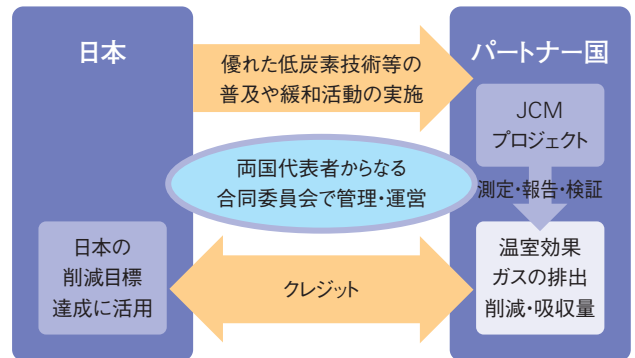 日本
優れた低炭素技術等の
普及や緩和活動の実施
パートナー国
JCM
プロジェクト
両国代表者からなる
合同委員会で管理・運営
測定・報告・検証
日本の
削減目標
達成に活用
クレジット
温室効果
ガスの排出
削減・吸収量